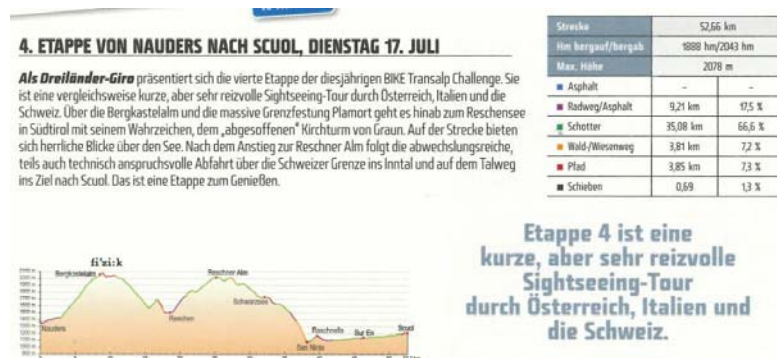 4. ETAPPE VON NAUDERS NACH SCUOL, DIENSTAG 17. JULI
Als Dreiländer-Giro präsentiert sich die vierte Etappe der diesjährigen BIKE Transalp Challenge. Sie
ist eine vergleichsweise kurze, aber sehr reizvolle Sightseeing-Tour durch Österreich, Italien und die
Schweiz. Über die Bergkastelalm und die massive Grenzfestung Plamort geht es hinab zum Reschensee
in Südtirol mit seinem Wahrzeichen, dem „abgesoffenen" Kirchturm von Graun. Auf der Strecke bieten
sich herrliche Blicke über den See. Nach dem Anstieg zur Reschner Alm folgt die abwechslungsreiche,
teils auch technisch anspruchsvolle Abfahrt über die Schweizer Grenze ins Inntal und auf dem Talweg
ins Ziel nach Scuol. Das ist eine Etappe zum Genießen.
Strecke 52,66 km
Hm bergauf/bergab 1888 hm/2043 hm
Max. Höhe 2078 m
Asphalt - -
Radweg/Asphalt 9,21 km 17,5 %
Schotter 35,08 km 66,6 %
Wald-/Wiesenweg 3,81 km 7,2 %
Pfad 3,85 km 7,3 %
Schieben 0,69 1,3 %
Etappe 4 ist eine
kurze, aber sehr reizvolle
Sightseeing-Tour
durch Österreich, Italien und
die Schweiz.
fi'zi:k
Bergkastelalm
Reschner Alm
Schwarzsee
Nauders
Reschen
Sur En
Scuol